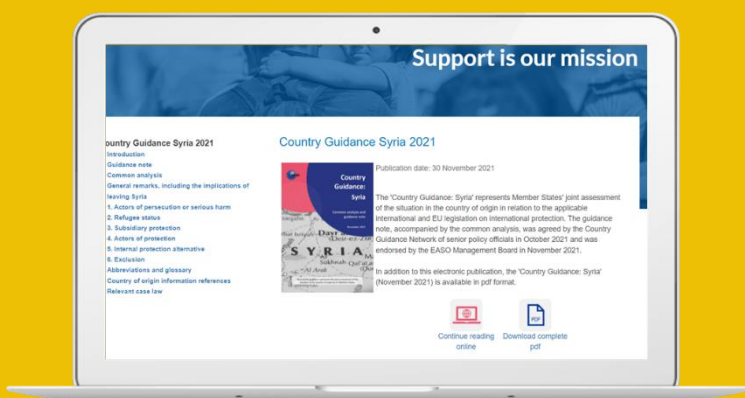 Support is our mission
ountry Guidance Syria 2021
Introduction
Guidance note
Common analysis
General remarks, including the implications of
leaving Syria
1. Actors of persecution or serious harm
2. Refugee status
3. Subsidiary protection
4. Actors of protection
5. Internal protection alternative
6. Exclusion
Abbreviations and glossary
Country of origin information references
Relevant case law
Country Guidance Syria 2021
Country
Guidance:
Syria
Common analysis and
guidance note
November 2021
SYRIA
Sukhnah
Publication date: 30 November 2021
The 'Country Guidance: Syria' represents Member States' joint assessment
of the situation in the country of origin in relation to the applicable
international and EU legislation on international protection. The guidance
note, accompanied by the common analysis, was agreed by the Country
Guidance Network of senior policy officials in October 2021 and was
endorsed by the EASO Management Board in November 2021.
In addition to this electronic publication, the 'Country Guidance: Syria'
(November 2021) is available in pdf format.
PDF
Continue reading
online
Download complete
pdf